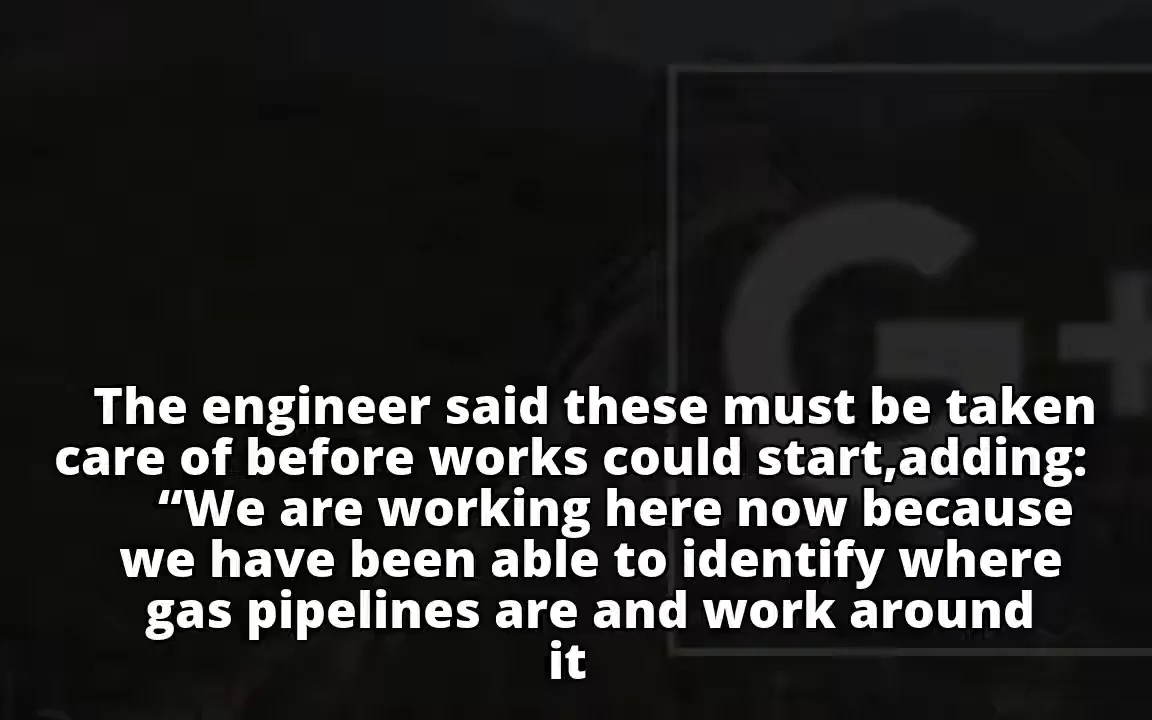 G+
The engineer said these must be taken
care of before works could start,adding:
“We are working here now because
we have been able to identify where
gas pipelines are and work around
it